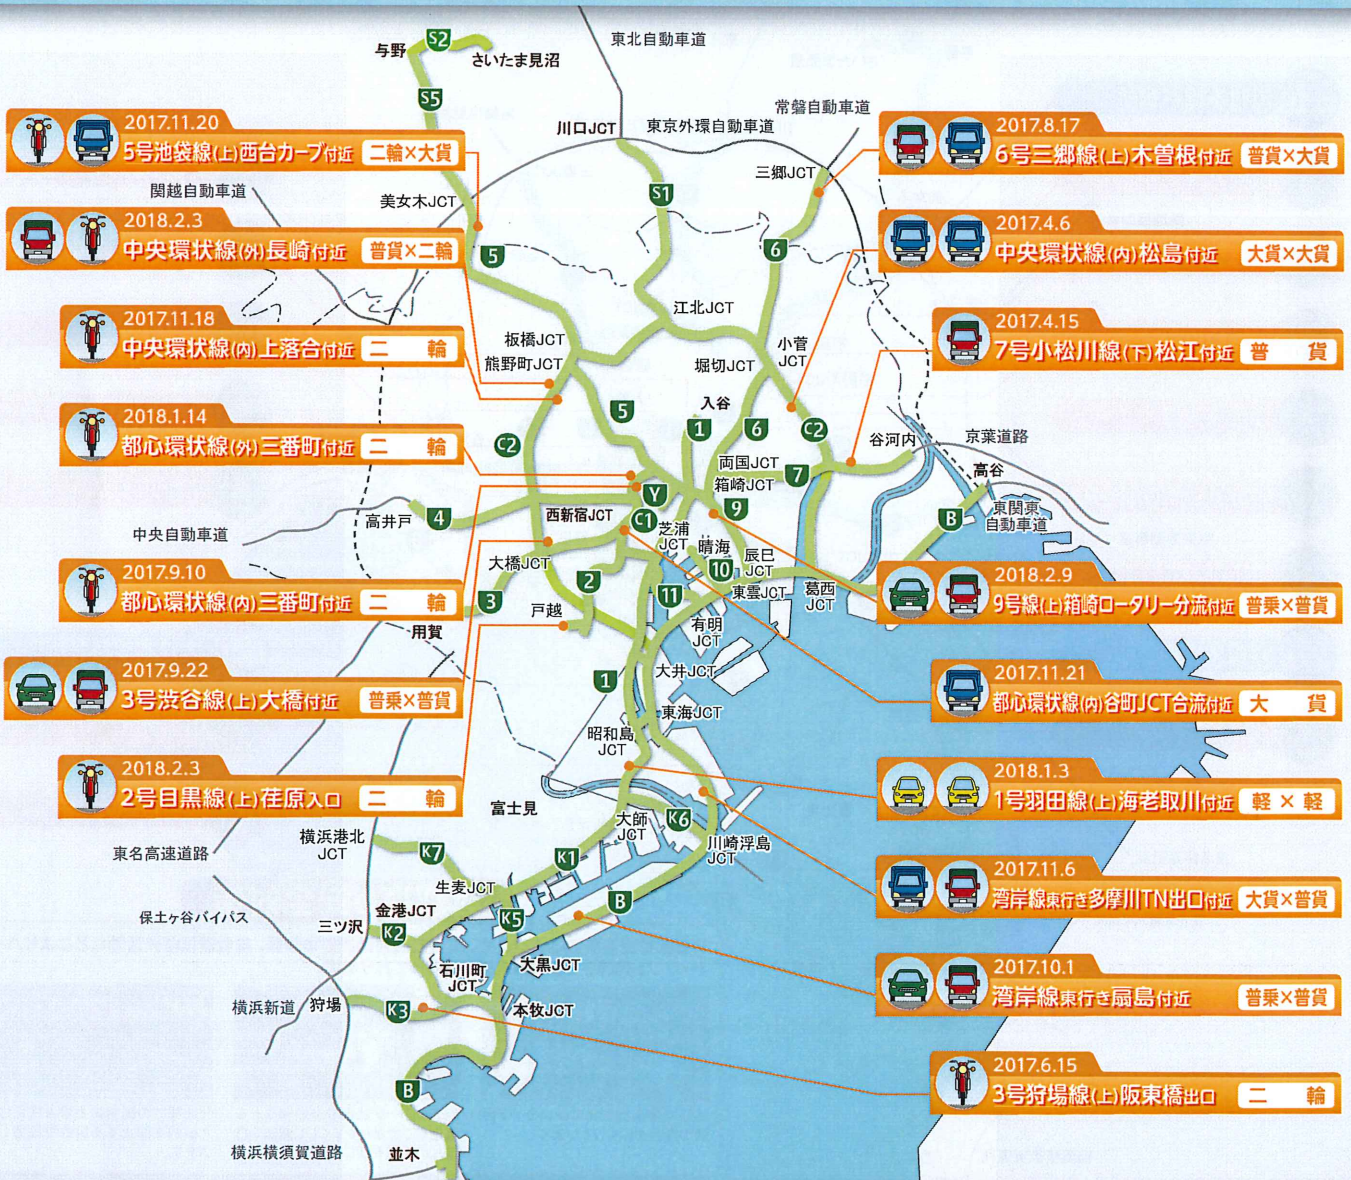 東北自動車道
与野
S2
さいたま見沼
S5
常磐自動車道
川口JCT
東京外環自動車道
2017.11.20
5号池袋線(上)西台カーブ付近 二輪×大貨
2017.8.17
6号三郷線(上)木曽根付近 普貨×大貨
三郷JCT
関越自動車道
美女木JCT
S1
2018.2.3
中央環状線(外)長崎付近 普貨×二輪
5
6
2017.4.6
中央環状線(内)松島付近 大貨×大貨
2017.11.18
中央環状線(内)上落合付近 二輪
江北JCT
板橋JCT
熊野町JCT
堀切JCT
小菅
JCT
2017.4.15
7号小松川線(下)松江付近 普貨
2018.1.14
都心環状線(外)三番町付近 二輪
C2
5
入谷
1
6
C2
谷河内
京葉道路
両国JCT
7
高谷
箱崎JCT
中央自動車道
高井戸
4
Y
西新宿JCT
C1
9
東関東
自動車道
B
芝浦
JCT
晴海
辰巳
JCT
大橋JCT
2
10
葛西
JCT
東雲JCT
11
2017.9.10
都心環状線(内)三番町付近 二輪
3
戸越
用賀
有明
JCT
2018.2.9
9号線(上)箱崎ロータリー分流付近 普乗×普貨
2017.9.22
3号渋谷線(上)大橋付近 普乗×普貨
大井JCT
1
2017.11.21
都心環状線(内)谷町JCT合流付近 大貨
東海JCT
昭和島
JCT
2018.2.3
2号目黒線(上)荏原入口 二輪
2018.1.3
1号羽田線(上)海老取川付近 軽×軽
富士見
大師
JCT
K6
川崎浮島
JCT
横浜港北
JCT
東名高速道路
K7
K1
生麦JCT
2017.11.6
湾岸線東行き多摩川TN出口付近 大貨×普貨
保土ヶ谷バイパス
金港JCT
三ツ沢
K2
K5
B
石川町
JCT
大黒JCT
2017.10.1
湾岸線東行き扇島付近 普乗×普貨
横浜新道
狩場
K3
本牧JCT
2017.6.15
3号狩場線(上)阪東橋出口 二輪
B
横浜横須賀道路
並木